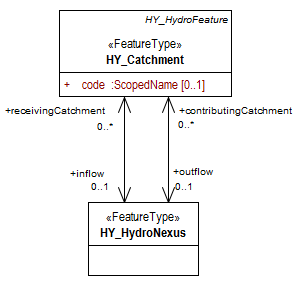 HY_HydroFeature
«FeatureType»
HY_Catchment
+ code :ScopedName [0..1]
+receivingCatchment +contributingCatchment
0..* 0..*
+inflow +outflow
0..1 0..1
«FeatureType»
HY_HydroNexus